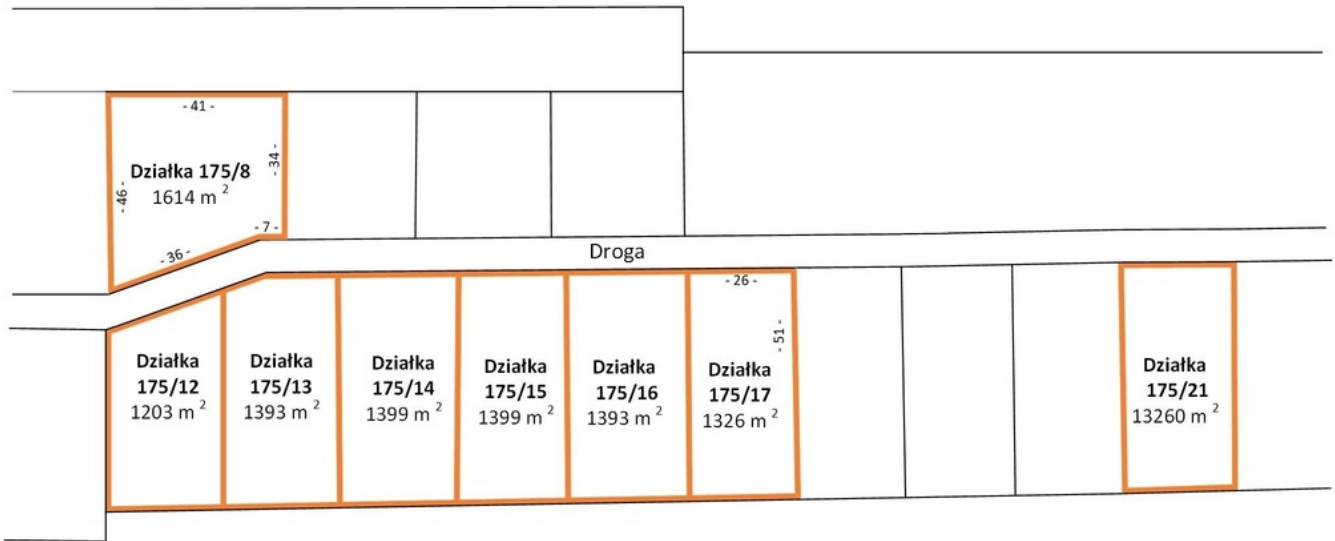 - 41 -
- 34 -
Działka 175/8
1614 m ²
- 46 -
- 7 -
- 36 -
Droga
- 26 -
- 51 -
Działka
175/12
1203 m ²
Działka
175/13
1393 m ²
Działka
175/14
1399 m ²
Działka
175/15
1399 m ²
Działka
175/16
1393 m ²
Działka
175/17
1326 m ²
Działka
175/21
13260 m ²